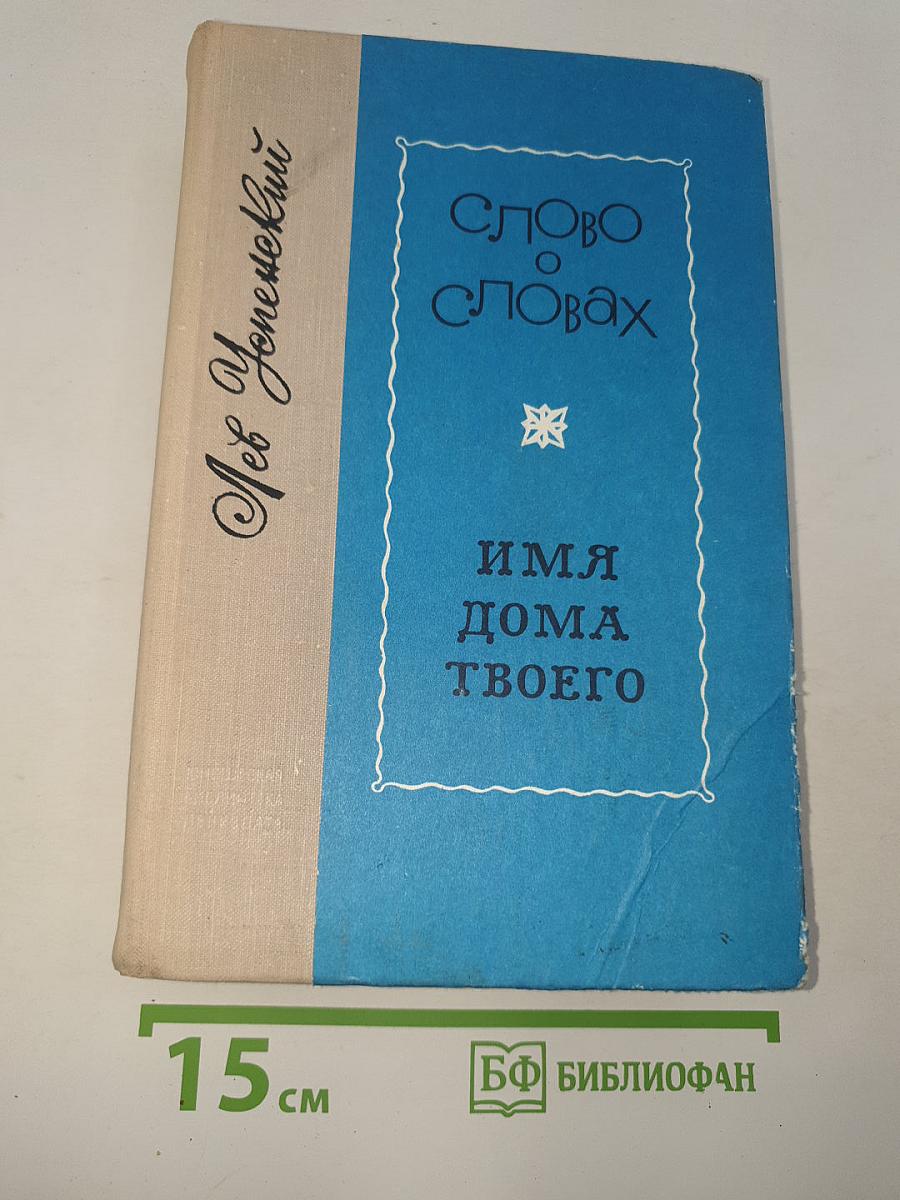 Лев Успенский
Слово
о
словах
ИМЯ
ДОМА
ТВОЕГО
15 см
БФ БИБЛИОФАН